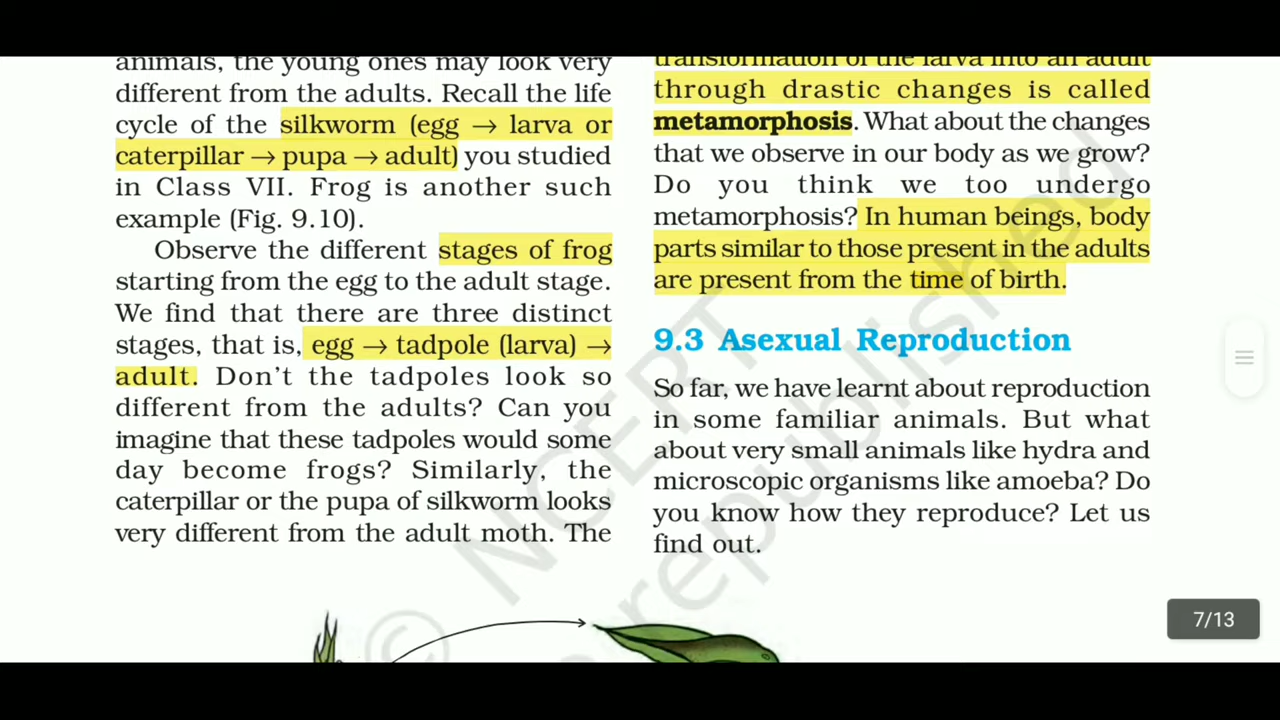 animals, the young ones may look very
different from the adults. Recall the life
cycle of the silkworm (egg → larva or
caterpillar → pupa → adult) you studied
in Class VII. Frog is another such
example (Fig. 9.10).
Observe the different stages of frog
starting from the egg to the adult stage.
We find that there are three distinct
stages, that is, egg → tadpole (larva) →
adult. Don't the tadpoles look so
different from the adults? Can you
imagine that these tadpoles would some
day become frogs? Similarly, the
caterpillar or the pupa of silkworm looks
very different from the adult moth. The
transformation of the larva into an adult
through drastic changes is called
metamorphosis. What about the changes
that we observe in our body as we grow?
Do you think we too undergo
metamorphosis? In human beings, body
parts similar to those present in the adults
are present from the time of birth.
9.3 Asexual Reproduction
So far, we have learnt about reproduction
in some familiar animals. But what
about very small animals like hydra and
microscopic organisms like amoeba? Do
you know how they reproduce? Let us
find out.
© NCERT
republished
7/13